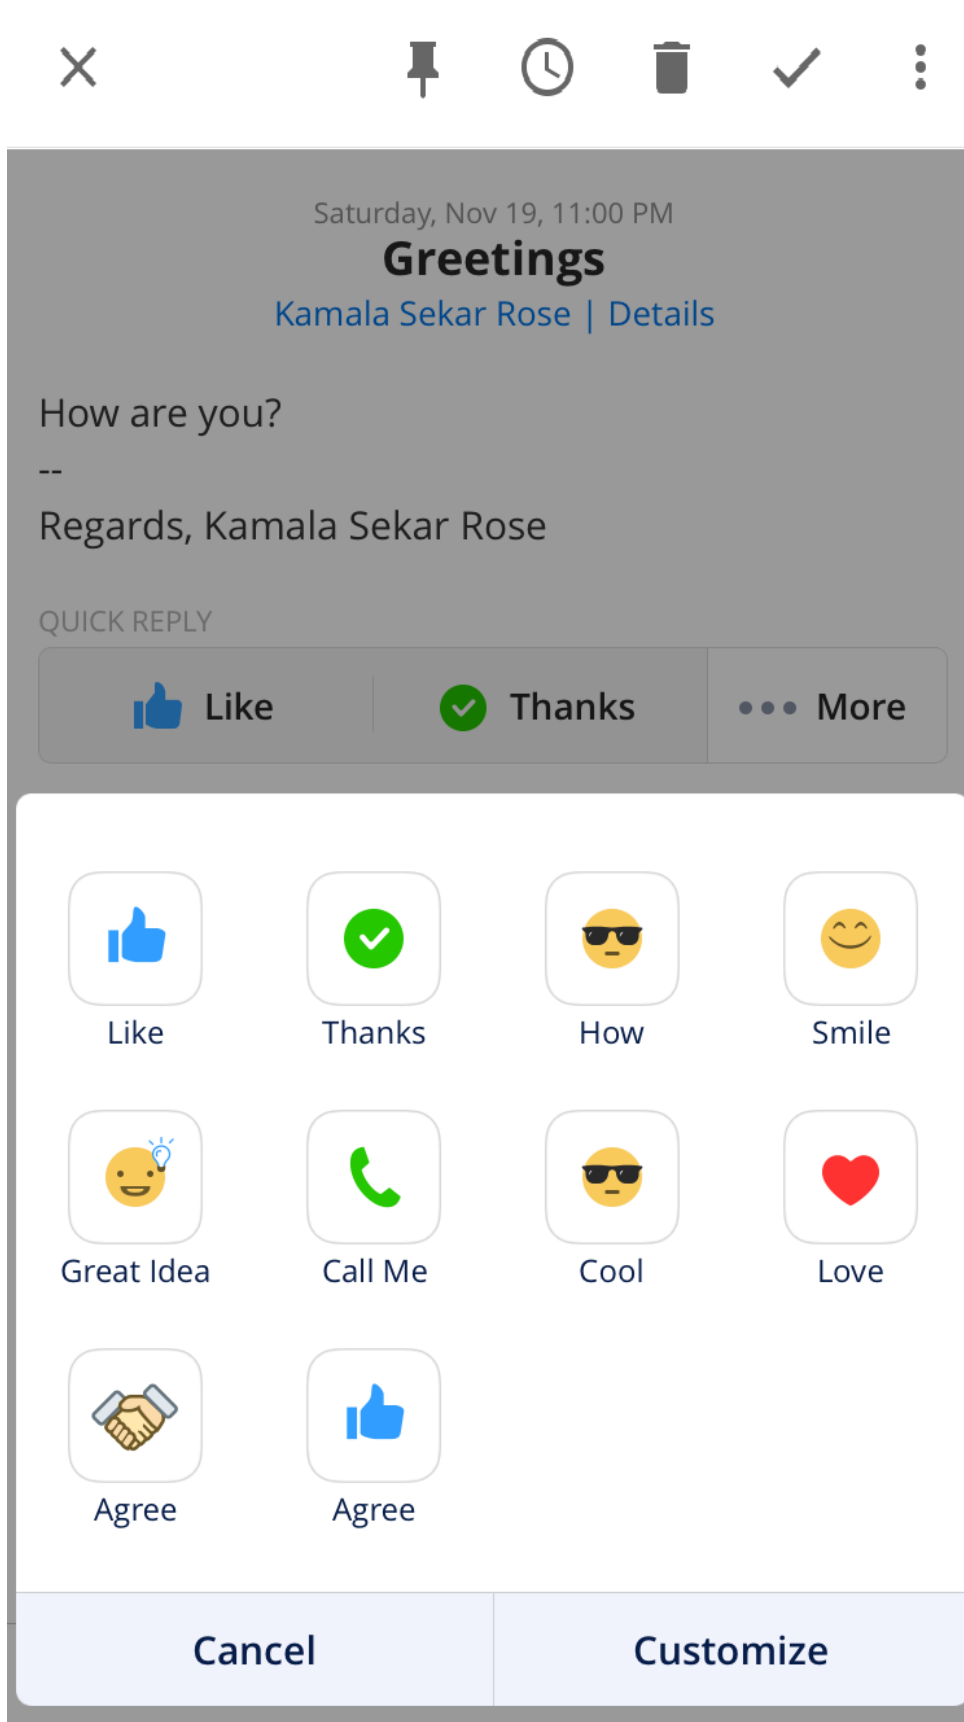 Saturday, Nov 19, 11:00 PM
Greetings
Kamala Sekar Rose | Details
How are you?
--
Regards, Kamala Sekar Rose
QUICK REPLY
Like Thanks More
Like Thanks How Smile
Great Idea Call Me Cool Love
Agree Agree
Cancel Customize